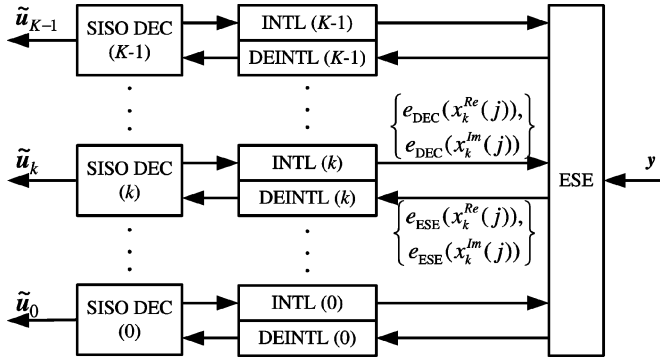 ũ_{K−1}
SISO DEC
(K-1)
INTL (K-1)
DEINTL (K-1)
{e_DEC(x_k^{Re}(j)),
e_DEC(x_k^{Im}(j))}
ũ_k
SISO DEC
(k)
INTL (k)
DEINTL (k)
ESE
y
{e_ESE(x_k^{Re}(j)),
e_ESE(x_k^{Im}(j))}
ũ_0
SISO DEC
(0)
INTL (0)
DEINTL (0)